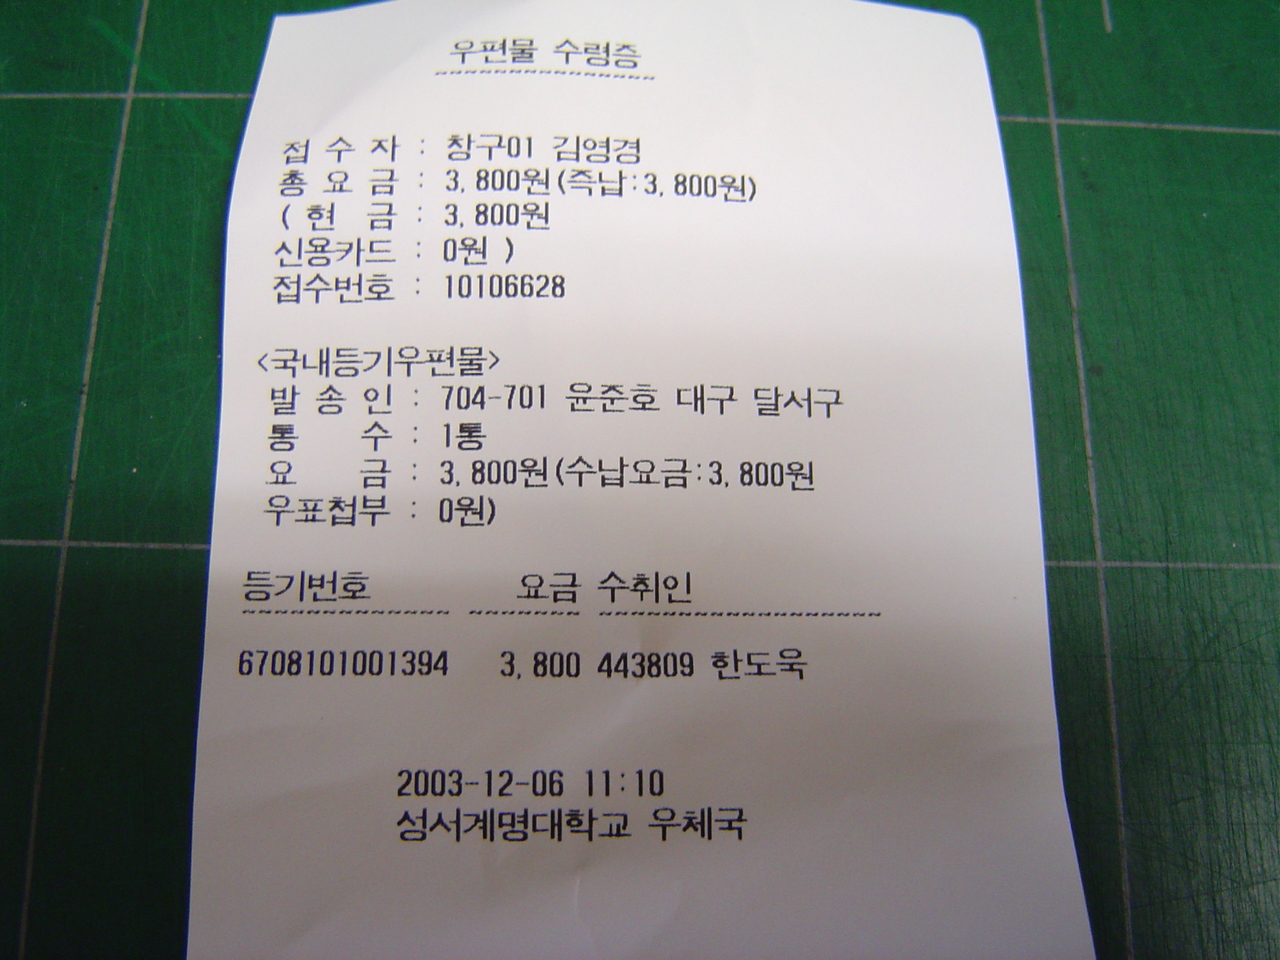 우편물 수령증
접 수 자 : 창구01 김영경
총 요 금 : 3,800원(즉납:3,800원)
( 현 금 : 3,800원
신용카드 : 0원 )
접수번호 : 10106628
<국내등기우편물>
발 송 인 : 704-701 윤준호 대구 달서구
통 수 : 1통
요 금 : 3,800원(수납요금:3,800원
우표첩부 : 0원)
등기번호 요금 수취인
6708101001394 3,800 443809 한도욱
2003-12-06 11:10
성서계명대학교 우체국